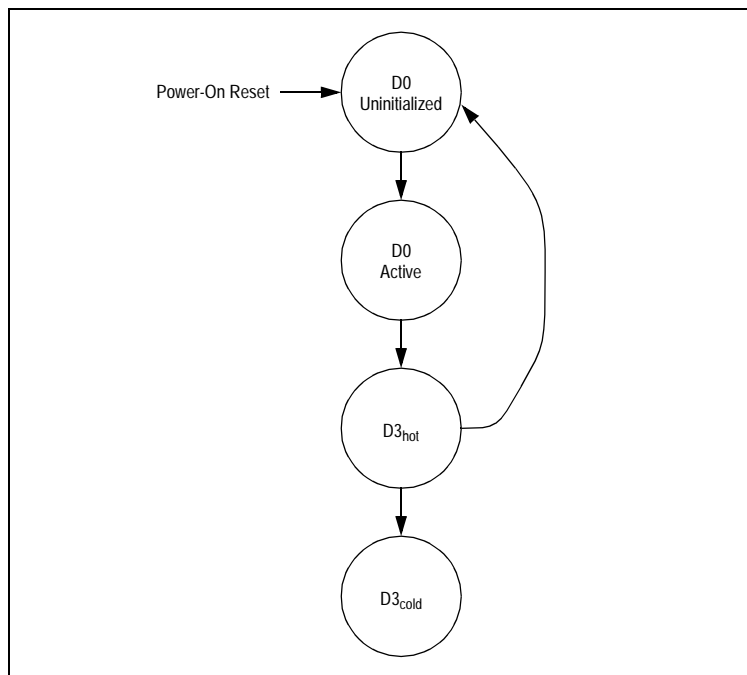 Power-On Reset
D0
Uninitialized
D0
Active
D3hot
D3cold